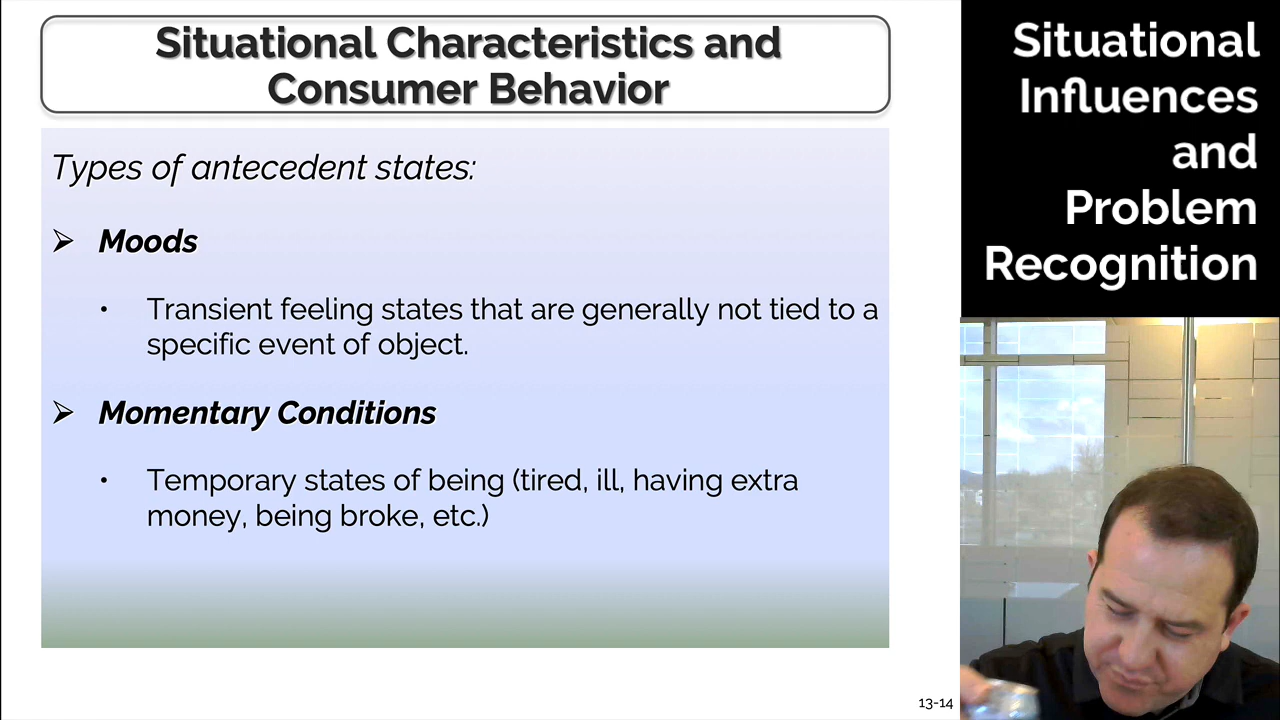 Situational Characteristics and
Consumer Behavior
Types of antecedent states:
➢ Moods
• Transient feeling states that are generally not tied to a
specific event of object.
➢ Momentary Conditions
• Temporary states of being (tired, ill, having extra
money, being broke, etc.)
13-14
Situational
Influences
and
Problem
Recognition